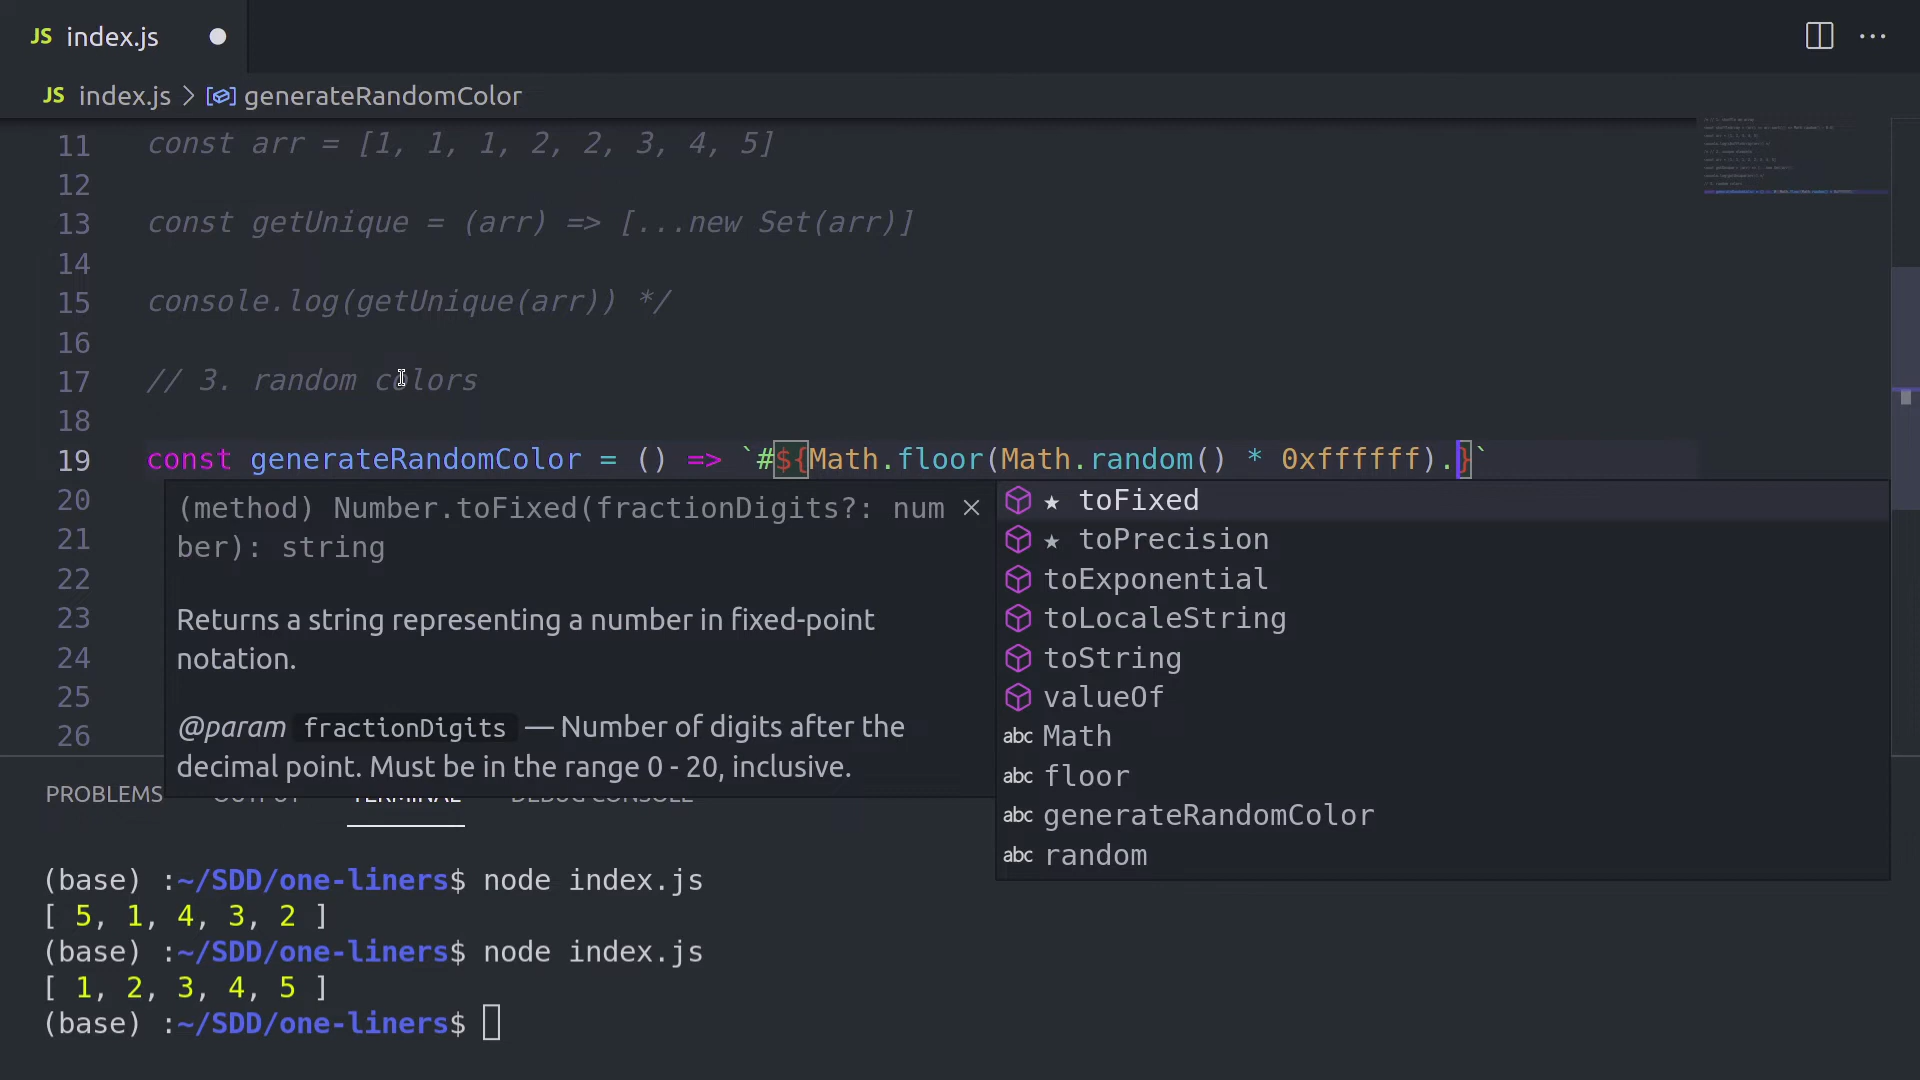 JS index.js
JS index.js > generateRandomColor
11 const arr = [1, 1, 1, 2, 2, 3, 4, 5]
12
13 const getUnique = (arr) => [...new Set(arr)]
14
15 console.log(getUnique(arr)) */
16
17 // 3. random colors
18
19 const generateRandomColor = () => `#${Math.floor(Math.random() * 0xffffff).}`
20
21
22
23
24
25
26
(method) Number.toFixed(fractionDigits?: num
ber): string
Returns a string representing a number in fixed-point
notation.
@param fractionDigits — Number of digits after the
decimal point. Must be in the range 0 - 20, inclusive.
★ toFixed
★ toPrecision
toExponential
toLocaleString
toString
valueOf
abc Math
abc floor
abc generateRandomColor
abc random
PROBLEMS OUTPUT TERMINAL DEBUG CONSOLE
(base) :~/SDD/one-liners$ node index.js
[ 5, 1, 4, 3, 2 ]
(base) :~/SDD/one-liners$ node index.js
[ 1, 2, 3, 4, 5 ]
(base) :~/SDD/one-liners$